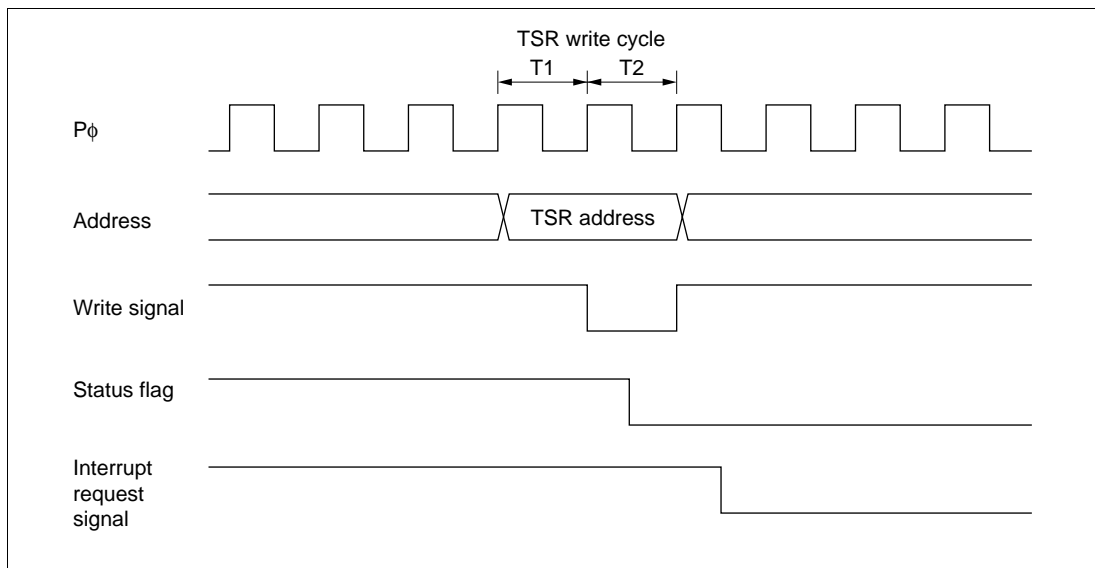 TSR write cycle
T1 T2
Pϕ
Address
TSR address
Write signal
Status flag
Interrupt
request
signal